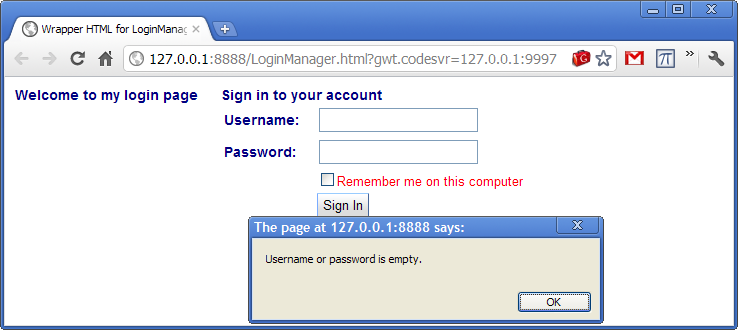 Wrapper HTML for LoginManag
127.0.0.1:8888/LoginManager.html?gwt.codesvr=127.0.0.1:9997
Welcome to my login page
Sign in to your account
Username:
Password:
Remember me on this computer
Sign In
The page at 127.0.0.1:8888 says:
Username or password is empty.
OK